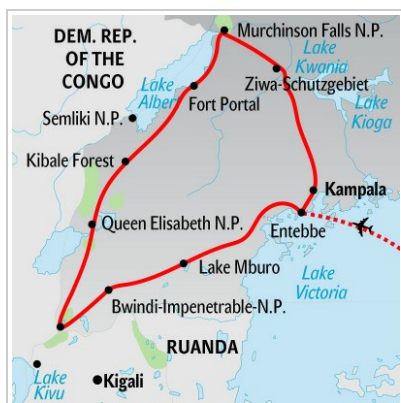 Murchinson Falls N.P.
DEM. REP.
OF THE
CONGO
Lake
Kwania
Ziwa-Schutzgebiet
Lake
Alber
Fort Portal
Lake
Kioga
Semliki N.P.
Kibale Forest
Kampala
Queen Elisabeth N.P.
Entebbe
Lake Mburo
Lake
Victoria
Bwindi-Impenetrable-N.P.
RUANDA
Lake
Kivu
Kigali